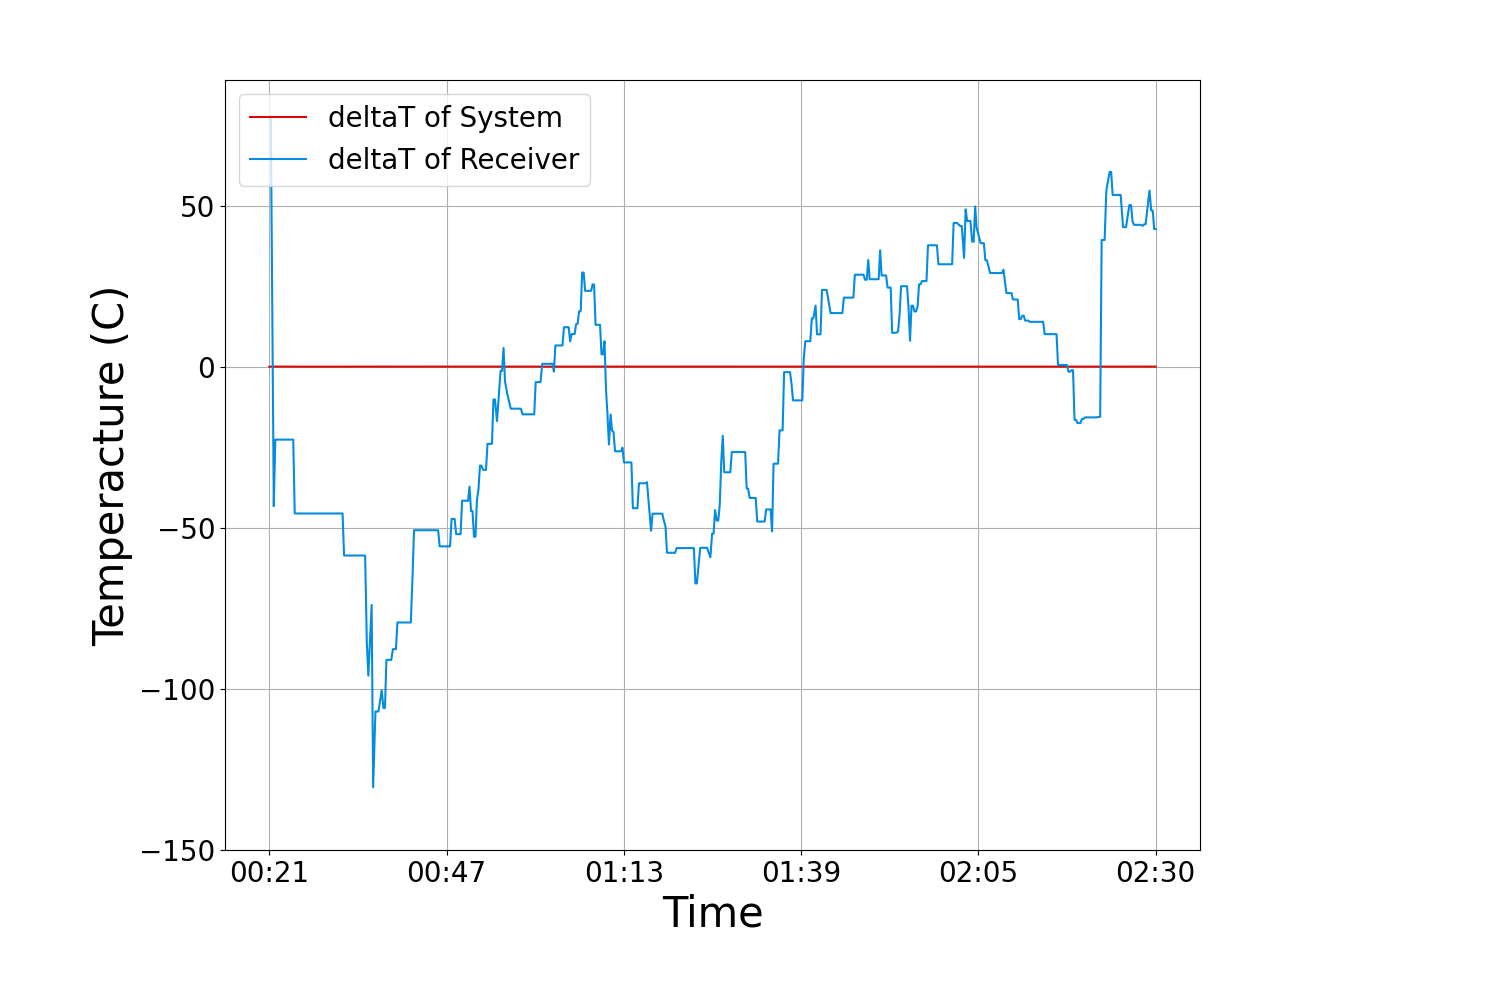 deltaT of System
deltaT of Receiver
Temperacture (C)
50
0
−50
−100
−150
00:21 00:47 01:13 01:39 02:05 02:30
Time